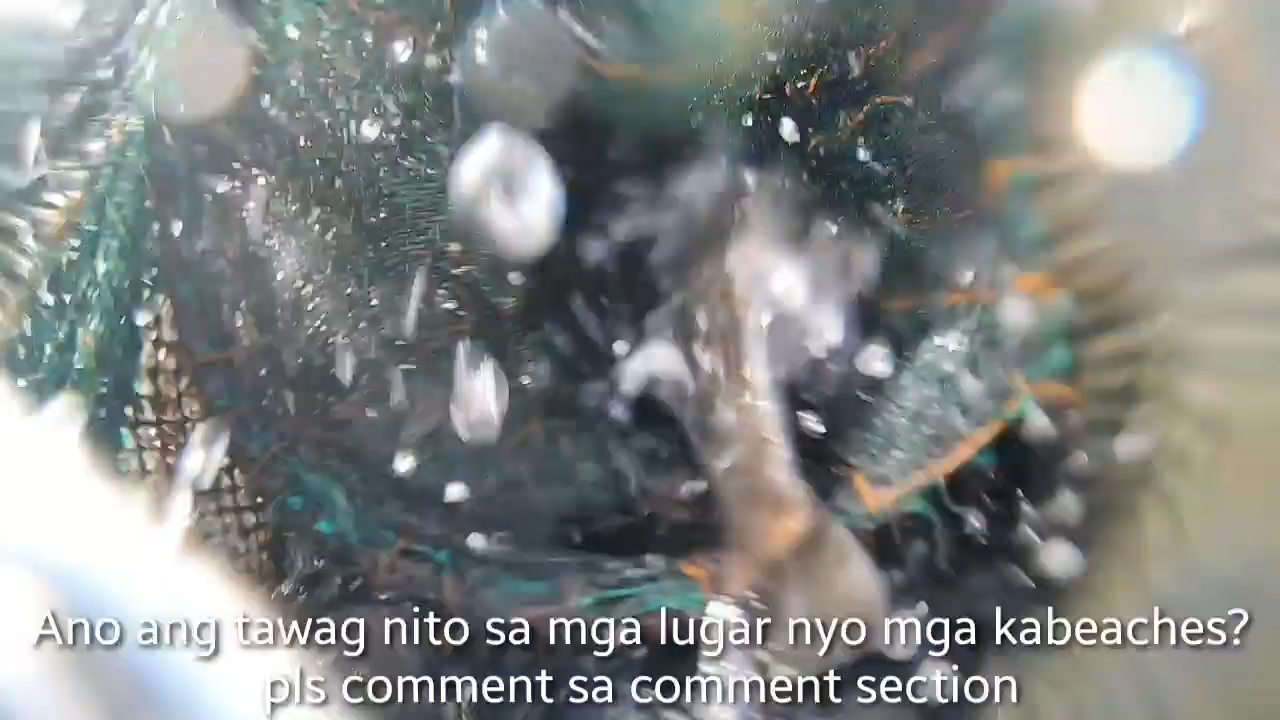 Ano ang tawag nito sa mga lugar nyo mga kabeaches?
pls comment sa comment section